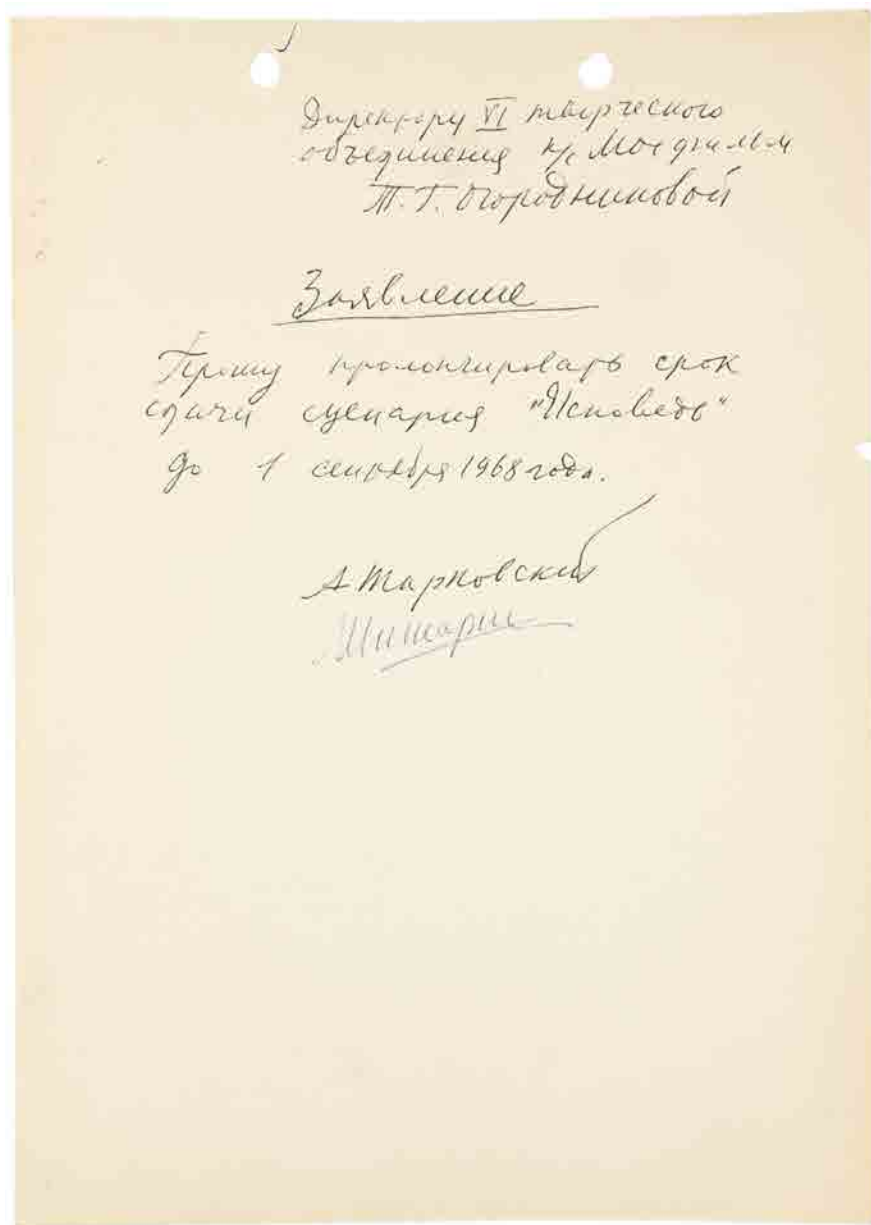 Директору VI творческого
объединения к/с Мосфильм
Т.Г. Огородниковой
Заявление
Прошу пролонгировать срок
сдачи сценария "Исповедь"
до 1 сентября 1968 года.
А Тарковский
Мишарин